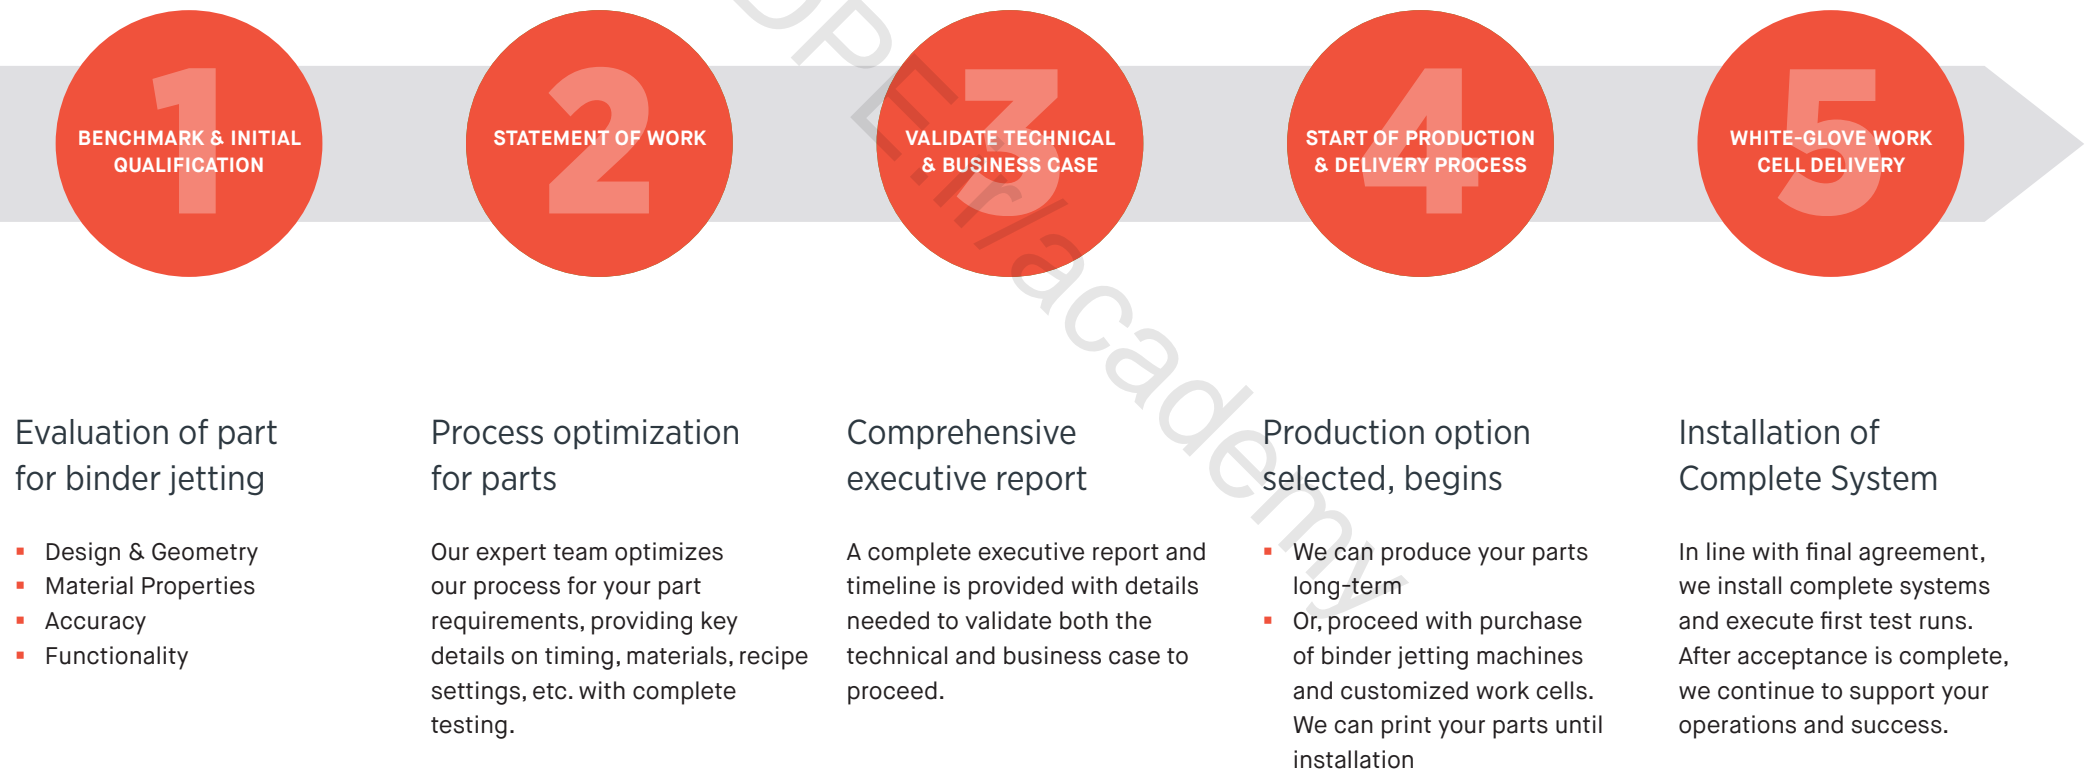 1
BENCHMARK & INITIAL
QUALIFICATION
2
STATEMENT OF WORK
3
VALIDATE TECHNICAL
& BUSINESS CASE
4
START OF PRODUCTION
& DELIVERY PROCESS
5
WHITE-GLOVE WORK
CELL DELIVERY
Evaluation of part
for binder jetting
▪ Design & Geometry
▪ Material Properties
▪ Accuracy
▪ Functionality
Process optimization
for parts
Our expert team optimizes
our process for your part
requirements, providing key
details on timing, materials, recipe
settings, etc. with complete
testing.
Comprehensive
executive report
A complete executive report and
timeline is provided with details
needed to validate both the
technical and business case to
proceed.
Production option
selected, begins
▪ We can produce your parts
long-term
▪ Or, proceed with purchase
of binder jetting machines
and customized work cells.
We can print your parts until
installation
Installation of
Complete System
In line with final agreement,
we install complete systems
and execute first test runs.
After acceptance is complete,
we continue to support your
operations and success.